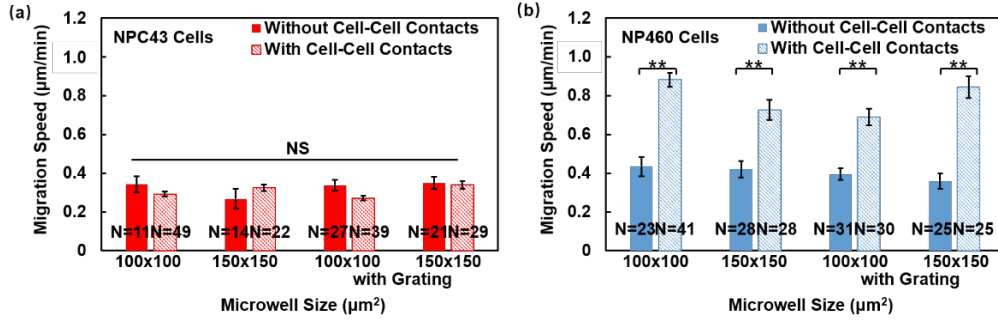 (a)
NPC43 Cells
Without Cell-Cell Contacts
With Cell-Cell Contacts
Migration Speed (μm/min)
1.2
1
0.8
0.6
0.4
0.2
0
NS
N=11 N=49 N=14 N=22 N=27 N=39 N=21 N=29
100x100 150x150 100x100 150x150
with Grating
Microwell Size (μm²)
(b)
NP460 Cells
Without Cell-Cell Contacts
With Cell-Cell Contacts
Migration Speed (μm/min)
1.2
1
0.8
0.6
0.4
0.2
0
** ** ** **
N=23 N=41 N=28 N=28 N=31 N=30 N=25 N=25
100x100 150x150 100x100 150x150
with Grating
Microwell Size (μm²)